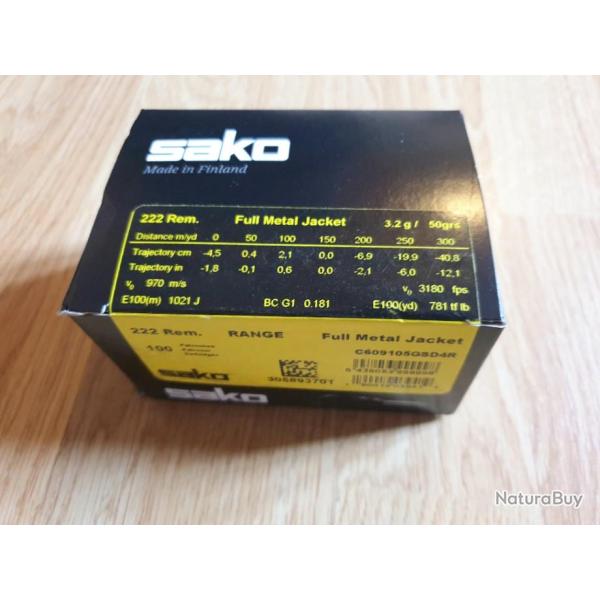 sako
Made in Finland
222 Rem. Full Metal Jacket 3.2 g / 50grs
Distance m/yd 0 50 100 150 200 250 300
Trajectory cm -4,5 0,4 2,1 0,0 -6,9 -19,9 -40,8
Trajectory in -1,8 -0,1 0,6 0,0 -2,1 -6,0 -12,1
v0 970 m/s v0 3180 fps
E100(m) 1021 J BC G1 0.181 E100(yd) 781 tf lb
222 Rem. RANGE Full Metal Jacket
100
C609105GSD4R
sako
305893701
NaturaBuy